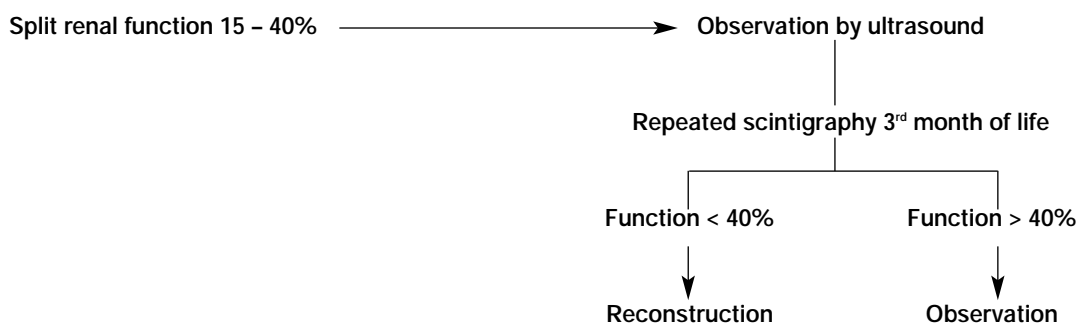 Split renal function 15 – 40%
Observation by ultrasound
Repeated scintigraphy 3rd month of life
Function < 40%
Function > 40%
Reconstruction
Observation